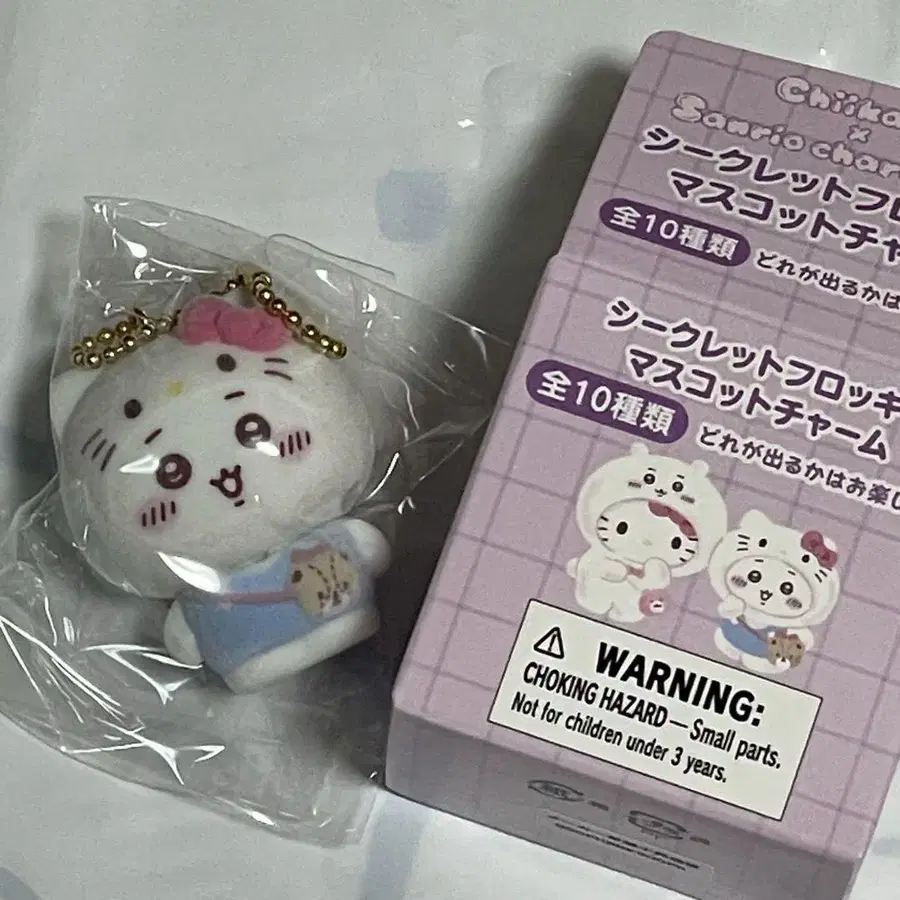 Chiika
×
Sanrio char
シークレットフロ
マスコットチャ
全10種類
どれが出るかは
シークレットフロッキ
マスコットチャーム
全10種類
どれが出るかはお楽し
WARNING:
CHOKING HAZARD — Small parts.
Not for children under 3 years.